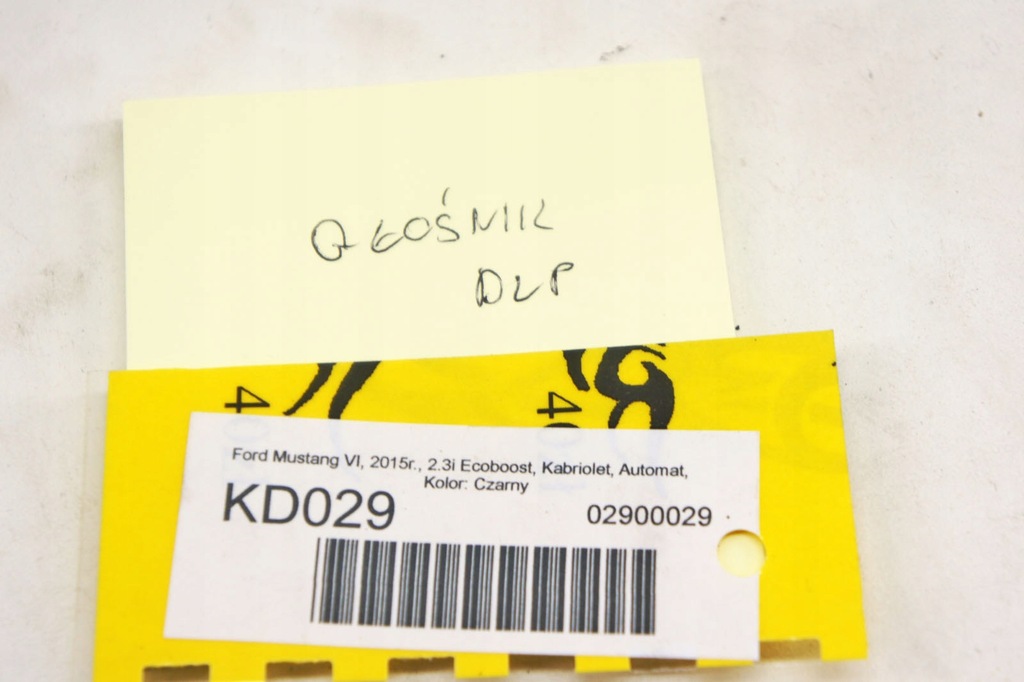 GŁOŚNIK
DLP
Ford Mustang VI, 2015r., 2.3i Ecoboost, Kabriolet, Automat,
Kolor: Czarny
KD029
02900029